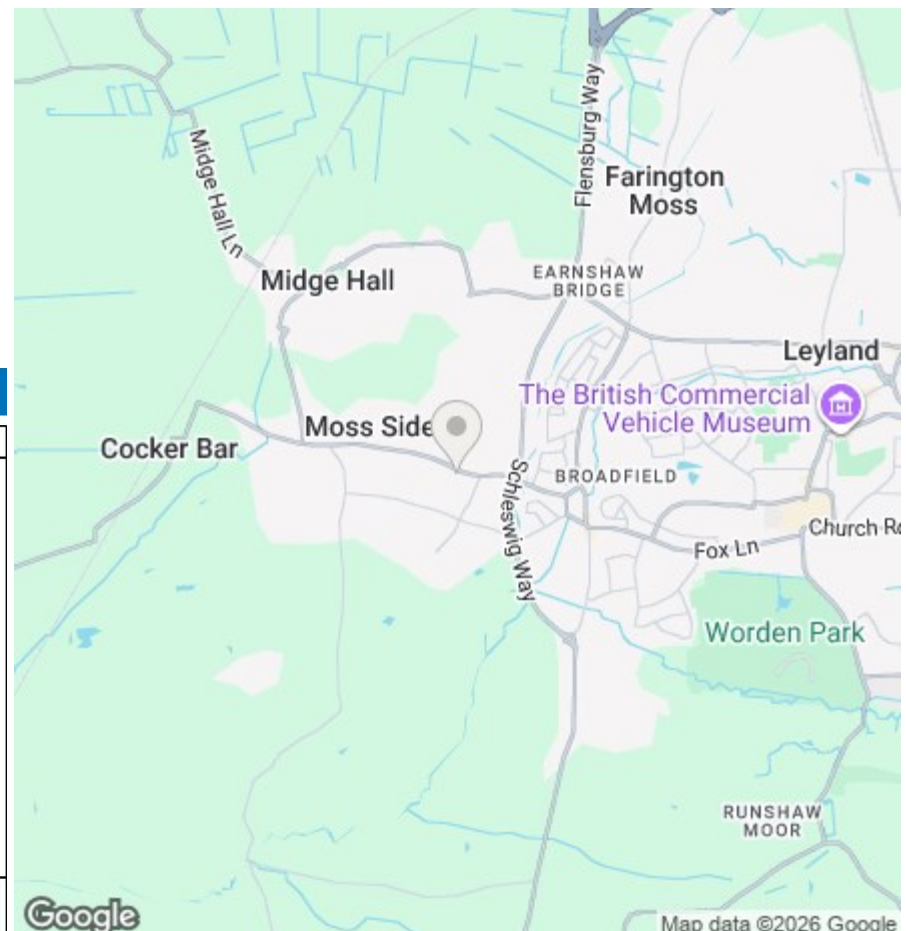 Flensburg Way
Farington
Moss
Midge Hall Ln
Midge Hall
EARNSHAW
BRIDGE
Leyland
The British Commercial
Vehicle Museum
Moss Side
Cocker Bar
Schleswig Way
BROADFIELD
Church Rd
Fox Ln
Worden Park
RUNSHAW
MOOR
Google
Map data ©2026 Google